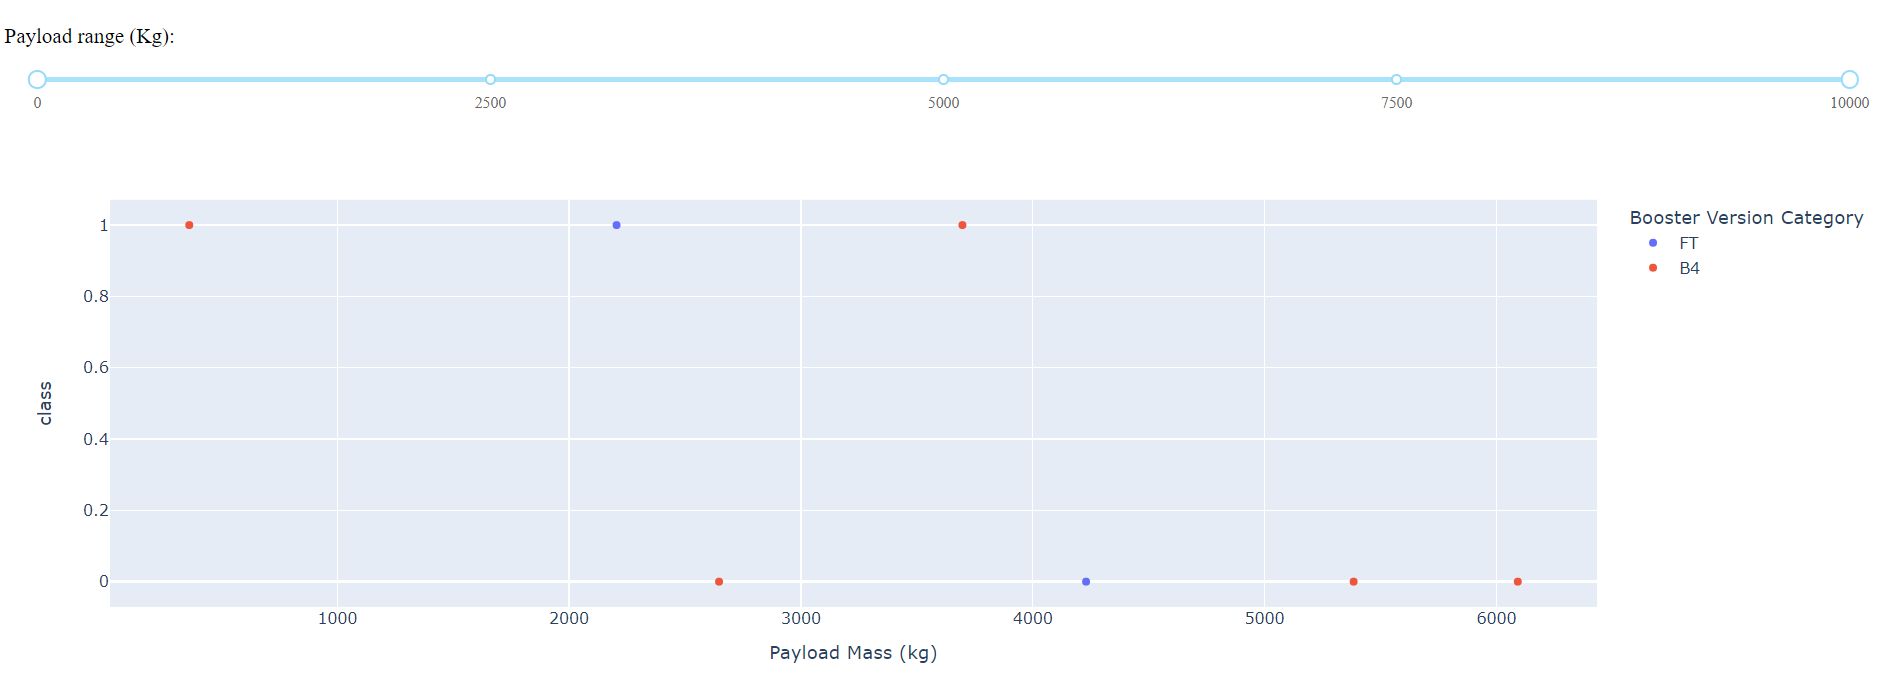 Payload range (Kg):
0 2500 5000 7500 10000
Booster Version Category
FT
B4
1
0.8
0.6
0.4
0.2
0
class
1000 2000 3000 4000 5000 6000
Payload Mass (kg)